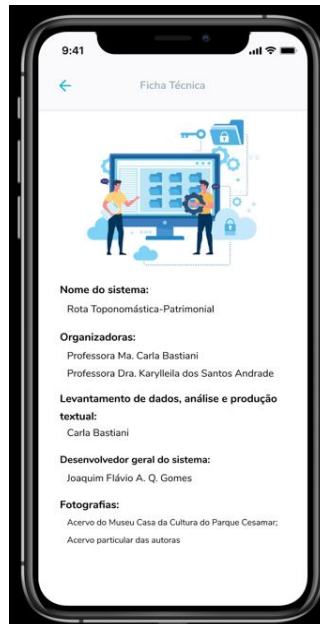 9:41
Ficha Técnica
Nome do sistema:
Rota Toponomástica-Patrimonial
Organizadoras:
Professora Ma. Carla Bastiani
Professora Dra. Karylleila dos Santos Andrade
Levantamento de dados, análise e produção
textual:
Carla Bastiani
Desenvolvedor geral do sistema:
Joaquim Flávio A. Q. Gomes
Fotografias:
Acervo do Museu Casa da Cultura do Parque Cesamar;
Acervo particular das autoras